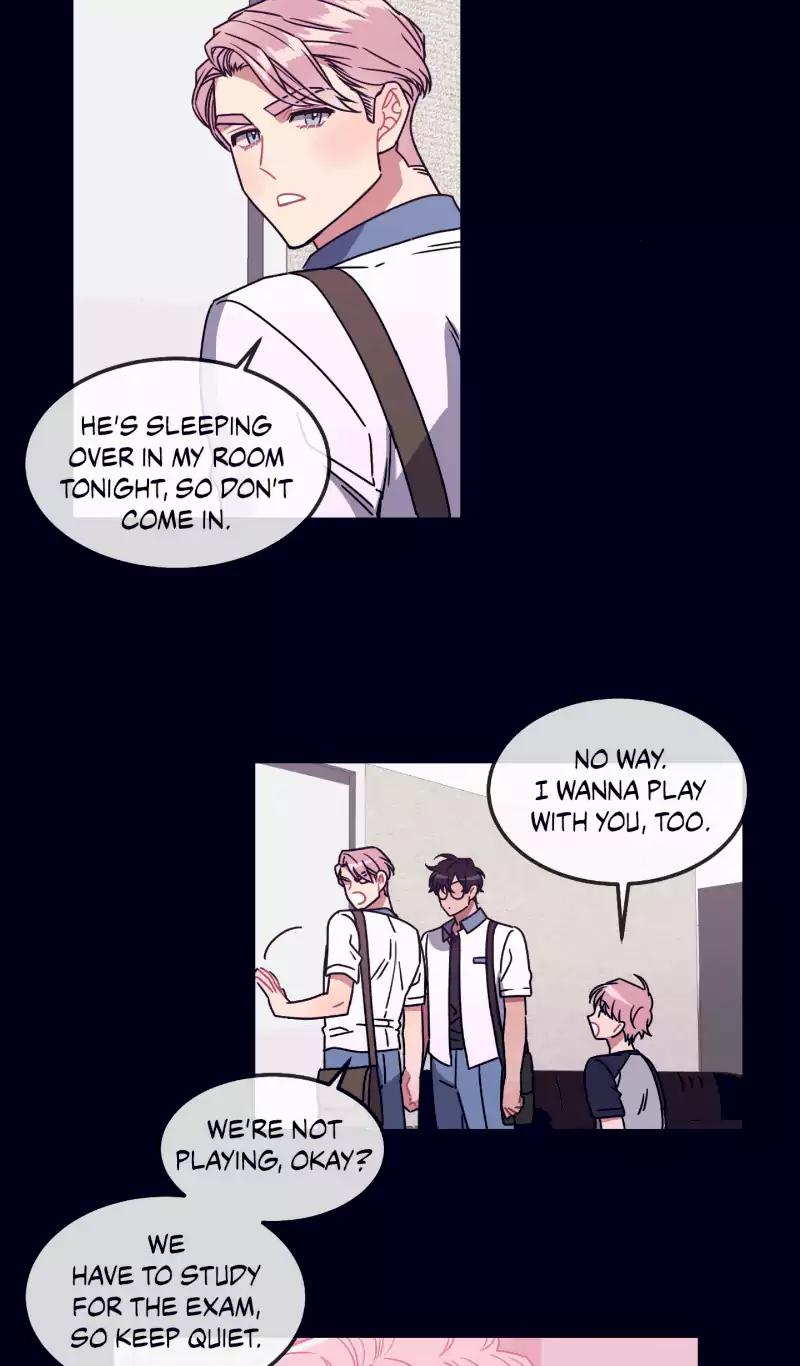 HE'S SLEEPING
OVER IN MY ROOM
TONIGHT, SO DON'T
COME IN.
NO WAY.
I WANNA PLAY
WITH YOU, TOO.
WE'RE NOT
PLAYING, OKAY?
WE
HAVE TO STUDY
FOR THE EXAM,
SO KEEP QUIET.